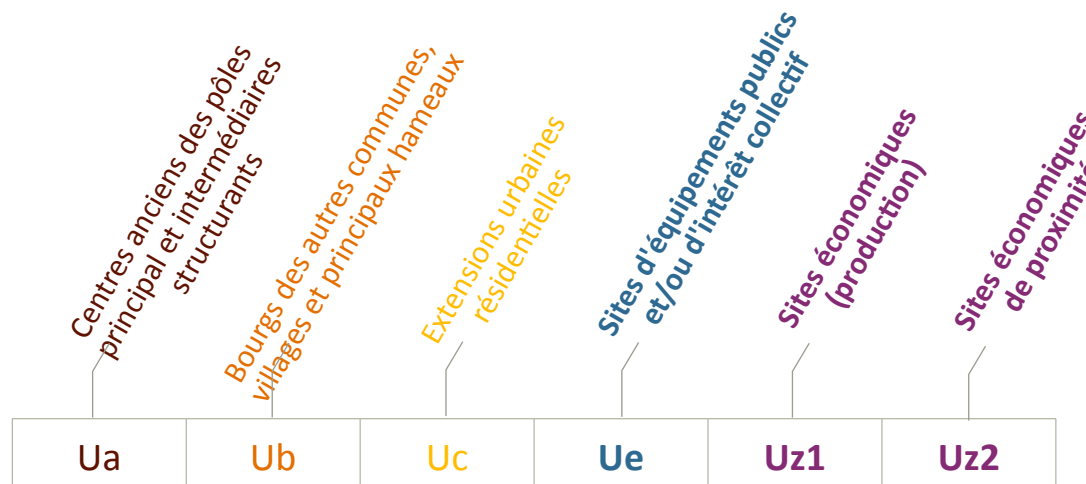 Centres anciens des pôles
principal et intermédiaires
structurants
Bourgs des autres communes,
villages et principaux hameaux
Extensions urbaines
résidentielles
Sites d'équipements publics
et/ou d'intérêt collectif
Sites économiques
(production)
Sites économiques
de proximité
Ua
Ub
Uc
Ue
Uz1
Uz2